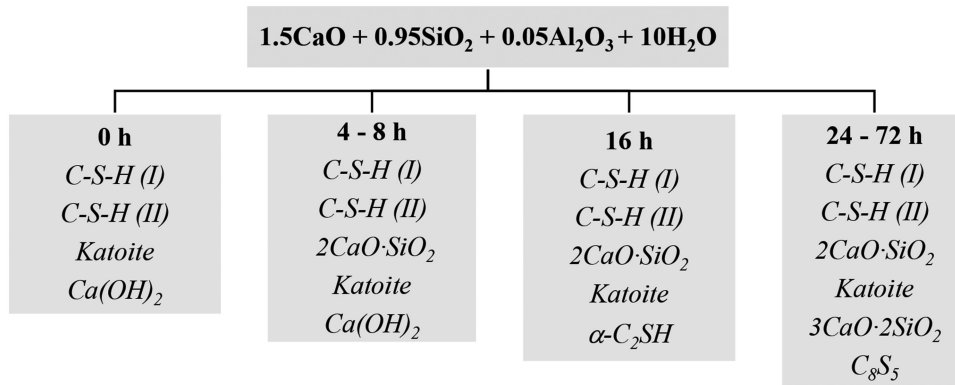 1.5CaO + 0.95SiO₂ + 0.05Al₂O₃ + 10H₂O
0 h
C-S-H (I)
C-S-H (II)
Katoite
Ca(OH)₂
4 - 8 h
C-S-H (I)
C-S-H (II)
2CaO·SiO₂
Katoite
Ca(OH)₂
16 h
C-S-H (I)
C-S-H (II)
2CaO·SiO₂
Katoite
α-C₂SH
24 - 72 h
C-S-H (I)
C-S-H (II)
2CaO·SiO₂
Katoite
3CaO·2SiO₂
C₈S₅